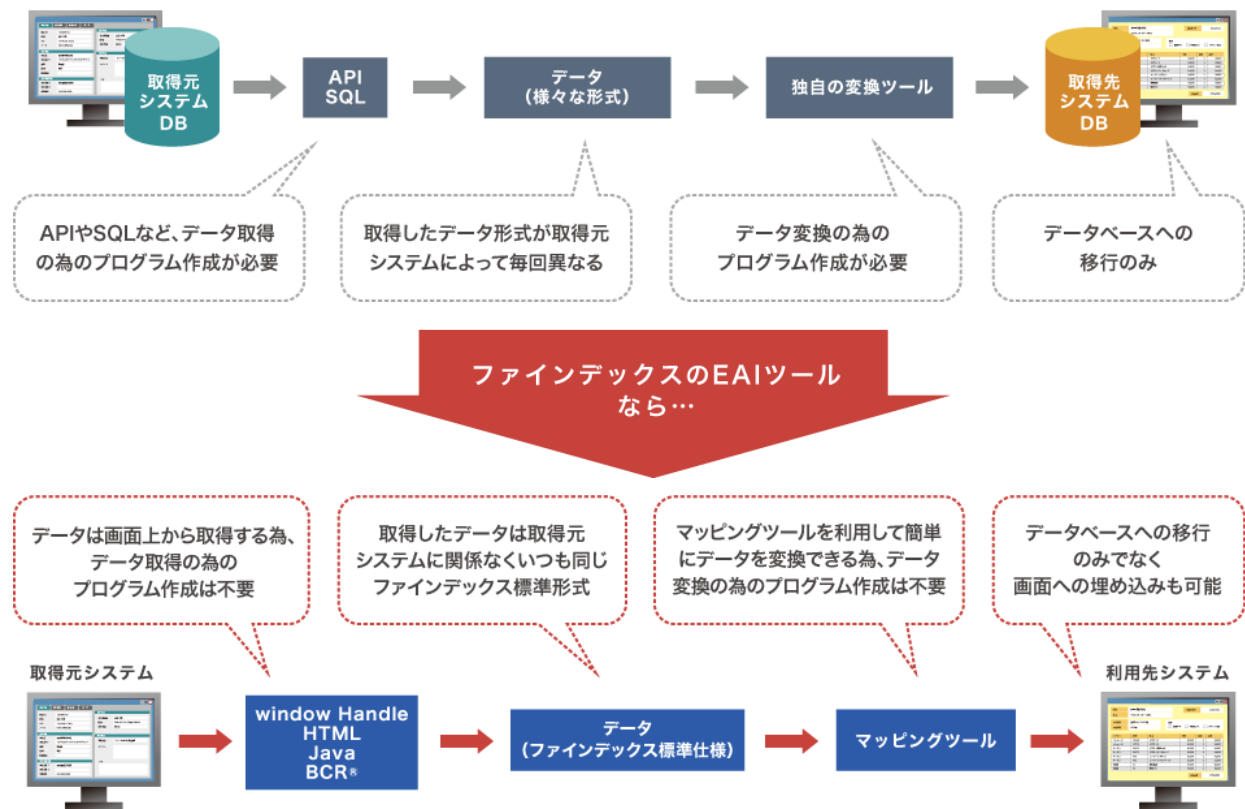 取得元
システム
DB
API
SQL
データ
(様々な形式)
独自の変換ツール
取得先
システム
DB
APIやSQLなど、データ取得
の為のプログラム作成が必要
取得したデータ形式が取得元
システムによって毎回異なる
データ変換の為の
プログラム作成が必要
データベースへの
移行のみ
ファインデックスのEAIツール
なら…
データは画面上から取得する為、
データ取得の為の
プログラム作成は不要
取得したデータは取得元
システムに関係なくいつも同じ
ファインデックス標準形式
マッピングツールを利用して簡単
にデータを変換できる為、データ
変換の為のプログラム作成は不要
データベースへの移行
のみでなく
画面への埋め込みも可能
取得元システム
window Handle
HTML
Java
BCR®
データ
(ファインデックス標準仕様)
マッピングツール
利用先システム